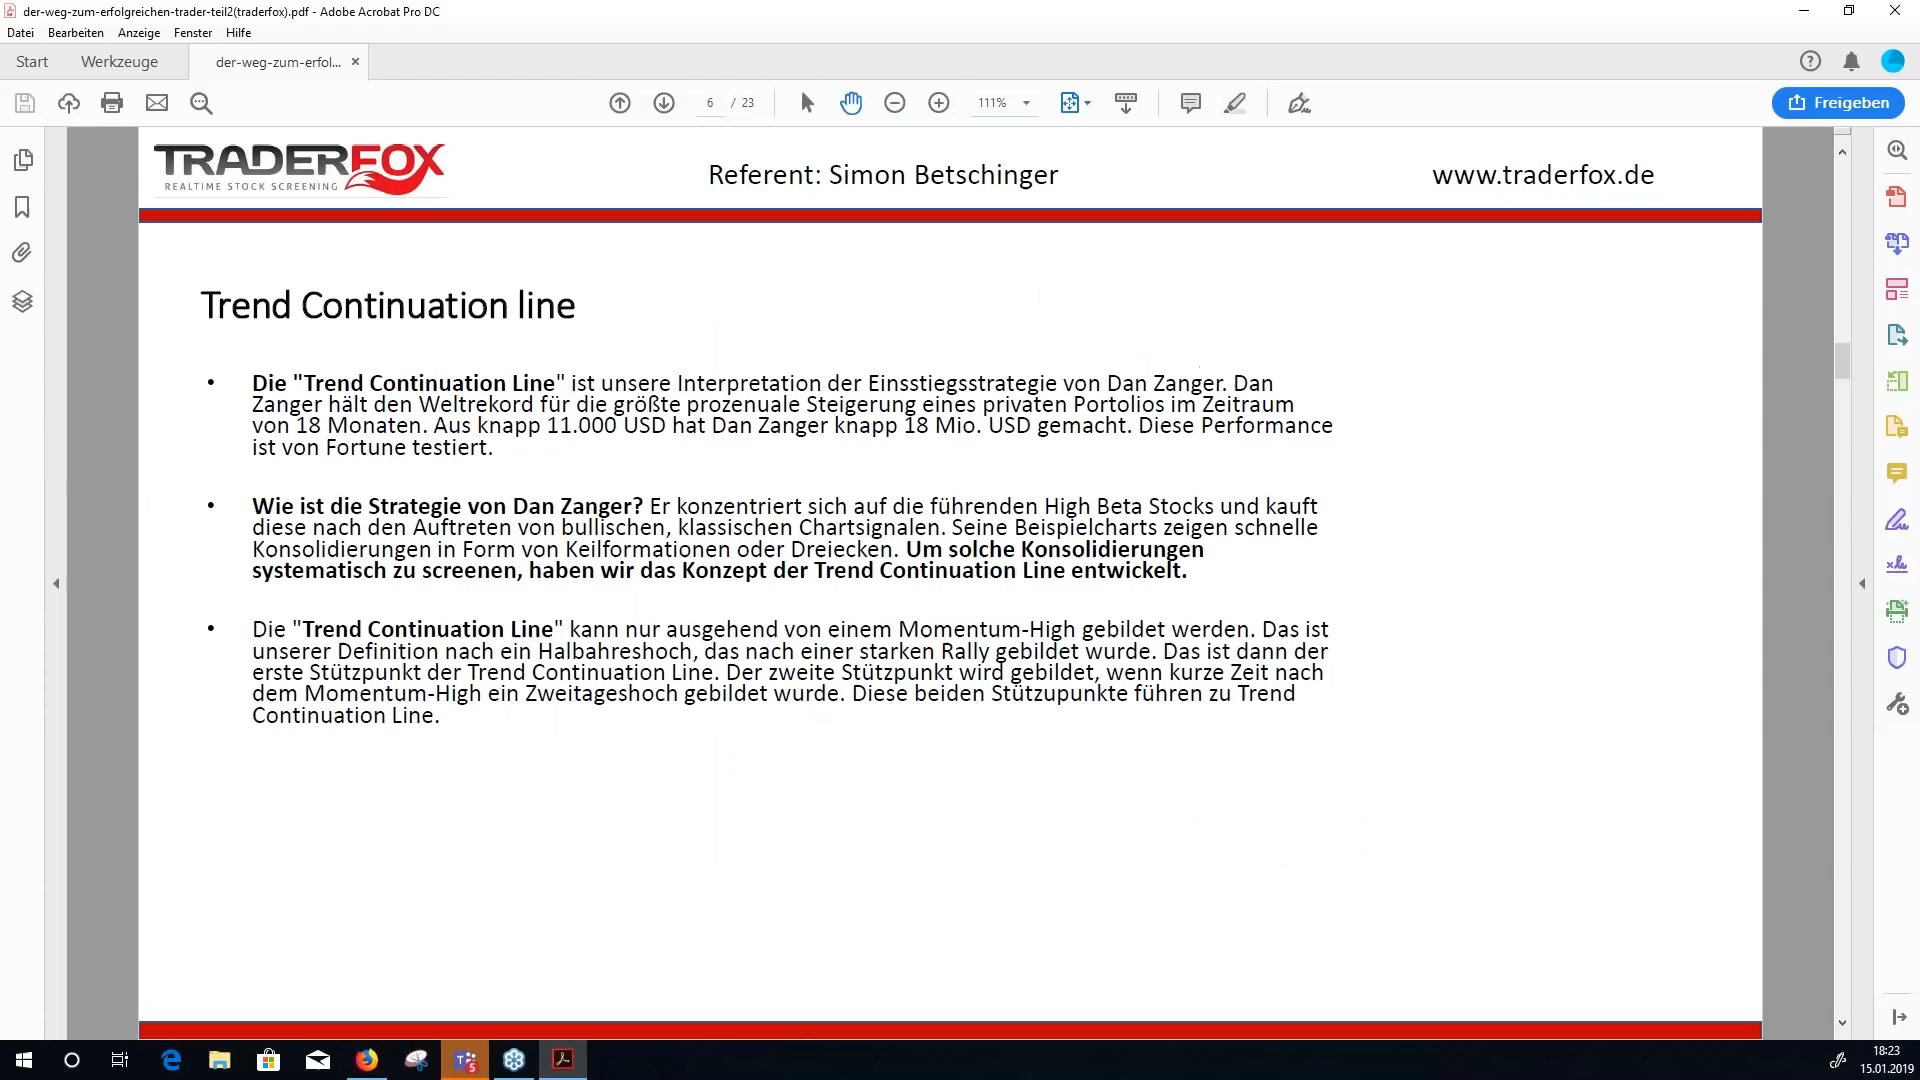 der-weg-zum-erfolgreichen-trader-teil2(traderfox).pdf - Adobe Acrobat Pro DC
Datei Bearbeiten Anzeige Fenster Hilfe
Start Werkzeuge der-weg-zum-erfol...
6 / 23 111% Freigeben
TRADERFOX
REALTIME STOCK SCREENING
Referent: Simon Betschinger
www.traderfox.de
Trend Continuation line
• Die "Trend Continuation Line" ist unsere Interpretation der Einsstiegsstrategie von Dan Zanger. Dan
Zanger hält den Weltrekord für die größte prozenuale Steigerung eines privaten Portolios im Zeitraum
von 18 Monaten. Aus knapp 11.000 USD hat Dan Zanger knapp 18 Mio. USD gemacht. Diese Performance
ist von Fortune testiert.
• Wie ist die Strategie von Dan Zanger? Er konzentriert sich auf die führenden High Beta Stocks und kauft
diese nach den Auftreten von bullischen, klassischen Chartsignalen. Seine Beispielcharts zeigen schnelle
Konsolidierungen in Form von Keilformationen oder Dreiecken. Um solche Konsolidierungen
systematisch zu screenen, haben wir das Konzept der Trend Continuation Line entwickelt.
• Die "Trend Continuation Line" kann nur ausgehend von einem Momentum-High gebildet werden. Das ist
unserer Definition nach ein Halbahreshoch, das nach einer starken Rally gebildet wurde. Das ist dann der
erste Stützpunkt der Trend Continuation Line. Der zweite Stützpunkt wird gebildet, wenn kurze Zeit nach
dem Momentum-High ein Zweitageshoch gebildet wurde. Diese beiden Stützupunkte führen zu Trend
Continuation Line.
18:23
15.01.2019